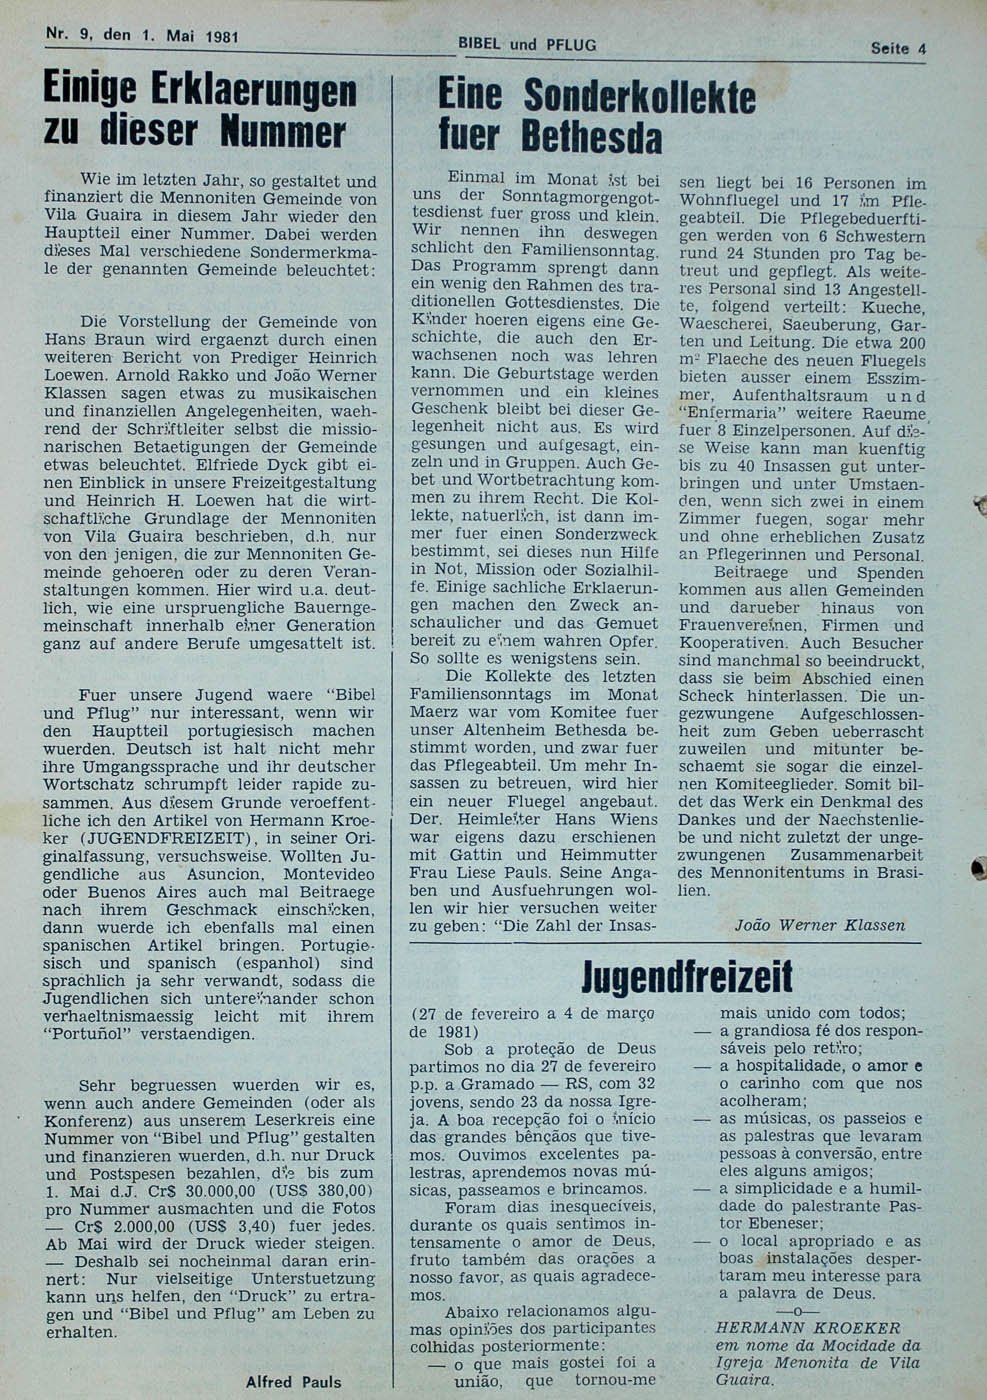 Nr. 9, den 1. Mai 1981
BIBEL und PFLUG
Seite 4
Einige Erklaerungen
zu dieser Nummer
Wie im letzten Jahr, so gestaltet und
finanziert die Mennoniten Gemeinde von
Vila Guaira in diesem Jahr wieder den
Hauptteil einer Nummer. Dabei werden
dieses Mal verschiedene Sondermerkma-
le der genannten Gemeinde beleuchtet:
Die Vorstellung der Gemeinde von
Hans Braun wird ergaenzt durch einen
weiteren Bericht von Prediger Heinrich
Loewen. Arnold Rakko und João Werner
Klassen sagen etwas zu musikaischen
und finanziellen Angelegenheiten, waeh-
rend der Schriftleiter selbst die missio-
narischen Betaetigungen der Gemeinde
etwas beleuchtet. Elfriede Dyck gibt ei-
nen Einblick in unsere Freizeitgestaltung
und Heinrich H. Loewen hat die wirt-
schaftliche Grundlage der Mennoniten
von Vila Guaira beschrieben, d.h. nur
von den jenigen, die zur Mennoniten Ge-
meinde gehoeren oder zu deren Veran-
staltungen kommen. Hier wird u.a. deut-
lich, wie eine urspruengliche Bauernge-
meinschaft innerhalb einer Generation
ganz auf andere Berufe umgesattelt ist.
Fuer unsere Jugend waere "Bibel
und Pflug" nur interessant, wenn wir
den Hauptteil portugiesisch machen
wuerden. Deutsch ist halt nicht mehr
ihre Umgangssprache und ihr deutscher
Wortschatz schrumpft leider rapide zu-
sammen. Aus diesem Grunde veroeffent-
liche ich den Artikel von Hermann Kroe-
ker (JUGENDFREIZEIT), in seiner Ori-
ginalfassung, versuchsweise. Wollten Ju-
gendliche aus Asuncion, Montevideo
oder Buenos Aires auch mal Beitraege
nach ihrem Geschmack einschicken,
dann wuerde ich ebenfalls mal einen
spanischen Artikel bringen. Portugie-
sisch und spanisch (espanhol) sind
sprachlich ja sehr verwandt, sodass die
Jugendlichen sich untereinander schon
verhaeltnismaessig leicht mit ihrem
"Portuñol" verstaendigen.
Sehr begruessen wuerden wir es,
wenn auch andere Gemeinden (oder als
Konferenz) aus unserem Leserkreis eine
Nummer von "Bibel und Pflug" gestalten
und finanzieren wuerden, d.h. nur Druck
und Postspesen bezahlen, die bis zum
1. Mai d.J. Cr$ 30.000,00 (US$ 380,00)
pro Nummer ausmachten und die Fotos
— Cr$ 2.000,00 (US$ 3,40) fuer jedes.
Ab Mai wird der Druck wieder steigen.
— Deshalb sei nocheinmal daran erin-
nert: Nur vielseitige Unterstuetzung
kann uns helfen, den "Druck" zu ertra-
gen und "Bibel und Pflug" am Leben zu
erhalten.
Alfred Pauls
Eine Sonderkollekte
fuer Bethesda
Einmal im Monat ist bei
uns der Sonntagmorgengot-
tesdienst fuer gross und klein.
Wir nennen ihn deswegen
schlicht den Familiensonntag.
Das Programm sprengt dann
ein wenig den Rahmen des tra-
ditionellen Gottesdienstes. Die
Kinder hoeren eigens eine Ge-
schichte, die auch den Er-
wachsenen noch was lehren
kann. Die Geburtstage werden
vernommen und ein kleines
Geschenk bleibt bei dieser Ge-
legenheit nicht aus. Es wird
gesungen und aufgesagt, ein-
zeln und in Gruppen. Auch Ge-
bet und Wortbetrachtung kom-
men zu ihrem Recht. Die Kol-
lekte, natuerlich, ist dann im-
mer fuer einen Sonderzweck
bestimmt, sei dieses nun Hilfe
in Not, Mission oder Sozialhil-
fe. Einige sachliche Erklaerun-
gen machen den Zweck an-
schaulicher und das Gemuet
bereit zu einem wahren Opfer.
So sollte es wenigstens sein.
Die Kollekte des letzten
Familiensonntags im Monat
Maerz war vom Komitee fuer
unser Altenheim Bethesda be-
stimmt worden, und zwar fuer
das Pflegeabteil. Um mehr In-
sassen zu betreuen, wird hier
ein neuer Fluegel angebaut.
Der. Heimleiter Hans Wiens
war eigens dazu erschienen
mit Gattin und Heimmutter
Frau Liese Pauls. Seine Anga-
ben und Ausfuehrungen wol-
len wir hier versuchen weiter
zu geben: "Die Zahl der Insas-
sen liegt bei 16 Personen im
Wohnfluegel und 17 im Pfle-
geabteil. Die Pflegebeduerfti-
gen werden von 6 Schwestern
rund 24 Stunden pro Tag be-
treut und gepflegt. Als weite-
res Personal sind 13 Angestell-
te, folgend verteilt: Kueche,
Waescherei, Saeuberung, Gar-
ten und Leitung. Die etwa 200
m² Flaeche des neuen Fluegels
bieten ausser einem Esszim-
mer, Aufenthaltsraum und
"Enfermaria" weitere Raeume
fuer 8 Einzelpersonen. Auf die-
se Weise kann man kuenftig
bis zu 40 Insassen gut unter-
bringen und unter Umstaen-
den, wenn sich zwei in einem
Zimmer fuegen, sogar mehr
und ohne erheblichen Zusatz
an Pflegerinnen und Personal.
Beitraege und Spenden
kommen aus allen Gemeinden
und darueber hinaus von
Frauenvereinen, Firmen und
Kooperativen. Auch Besucher
sind manchmal so beeindruckt,
dass sie beim Abschied einen
Scheck hinterlassen. Die un-
gezwungene Aufgeschlossen-
heit zum Geben ueberrascht
zuweilen und mitunter be-
schaemt sie sogar die einzel-
nen Komiteeglieder. Somit bil-
det das Werk ein Denkmal des
Dankes und der Naechstenlie-
be und nicht zuletzt der unge-
zwungenen Zusammenarbeit
des Mennonitentums in Brasi-
lien.
João Werner Klassen
Jugendfreizeit
(27 de fevereiro a 4 de março
de 1981)
Sob a proteção de Deus
partimos no dia 27 de fevereiro
p.p. a Gramado — RS, com 32
jovens, sendo 23 da nossa Igre-
ja. A boa recepção foi o início
das grandes bênçãos que tive-
mos. Ouvimos excelentes pa-
lestras, aprendemos novas mú-
sicas, passeamos e brincamos.
Foram dias inesquecíveis,
durante os quais sentimos in-
tensamente o amor de Deus,
fruto também das orações a
nosso favor, as quais agradece-
mos.
Abaixo relacionamos algu-
mas opiniões dos participantes
colhidas posteriormente:
— o que mais gostei foi a
união, que tornou-me
mais unido com todos;
— a grandiosa fé dos respon-
sáveis pelo retiro;
— a hospitalidade, o amor e
o carinho com que nos
acolheram;
— as músicas, os passeios e
as palestras que levaram
pessoas à conversão, entre
eles alguns amigos;
— a simplicidade e a humil-
dade do palestrante Pas-
tor Ebeneser;
— o local apropriado e as
boas instalações desper-
taram meu interesse para
a palavra de Deus.
—o—
HERMANN KROEKER
em nome da Mocidade da
Igreja Menonita de Vila
Guaira.